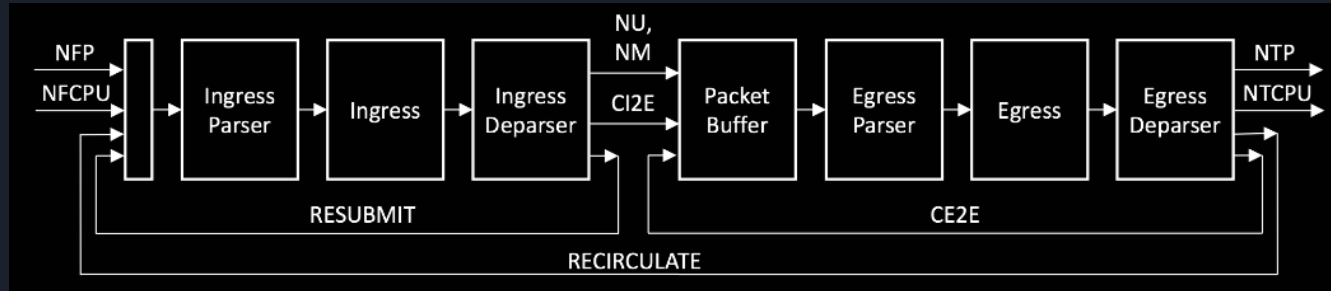 NFP
NFCPU
Ingress
Parser
Ingress
Ingress
Deparser
NU,
NM
CI2E
Packet
Buffer
Egress
Parser
Egress
Egress
Deparser
NTP
NTCPU
RESUBMIT
CE2E
RECIRCULATE